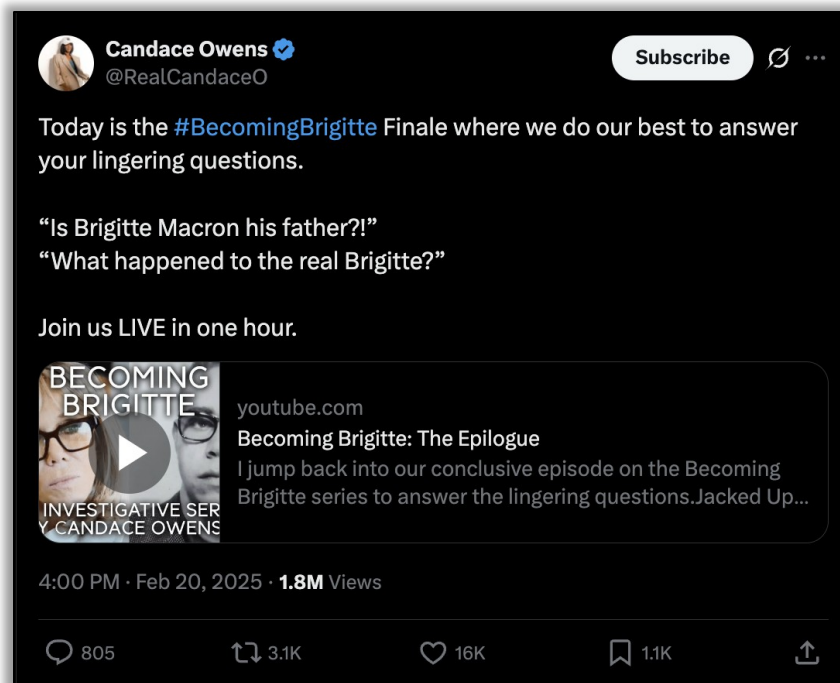 Candace Owens
@RealCandaceO
Subscribe
Today is the #BecomingBrigitte Finale where we do our best to answer
your lingering questions.
“Is Brigitte Macron his father?!”
“What happened to the real Brigitte?”
Join us LIVE in one hour.
BECOMING
BRIGITTE
INVESTIGATIVE SER
Y CANDACE OWENS
youtube.com
Becoming Brigitte: The Epilogue
I jump back into our conclusive episode on the Becoming
Brigitte series to answer the lingering questions.Jacked Up...
4:00 PM · Feb 20, 2025 · 1.8M Views
805
3.1K
16K
1.1K